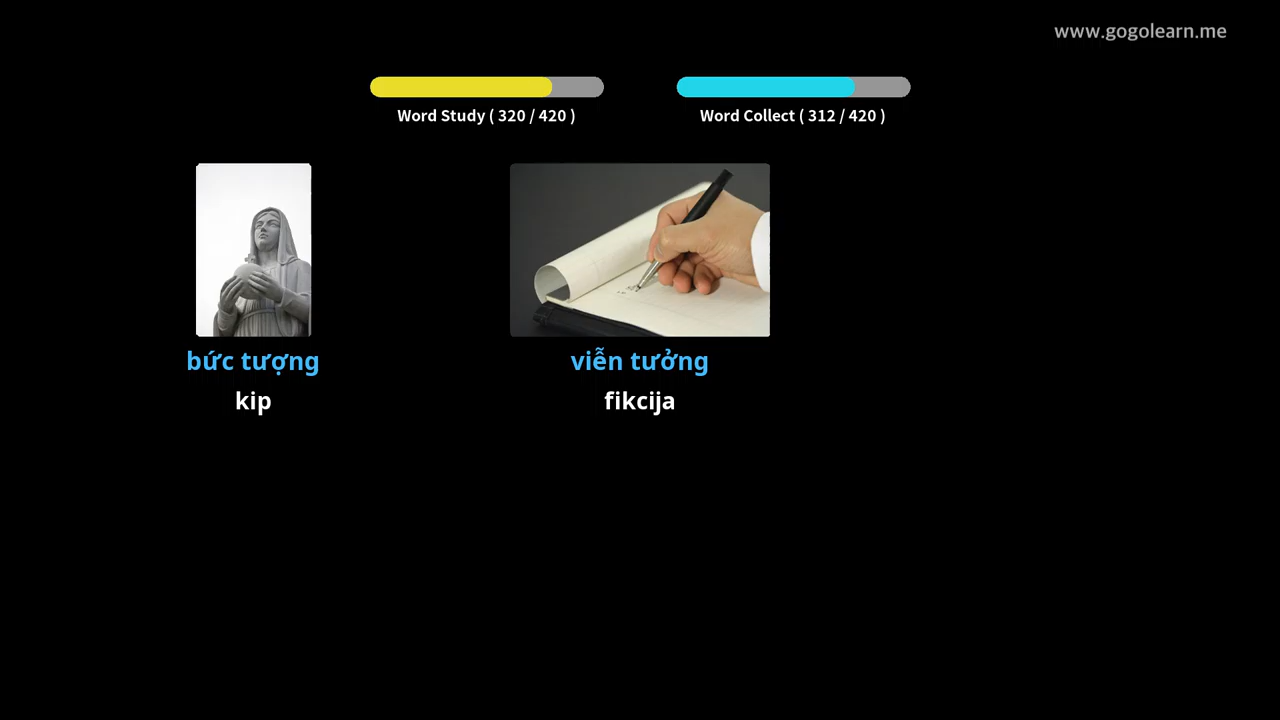 www.gogolearn.me
Word Study ( 320 / 420 )
Word Collect ( 312 / 420 )
bức tượng
kip
viễn tưởng
fikcija